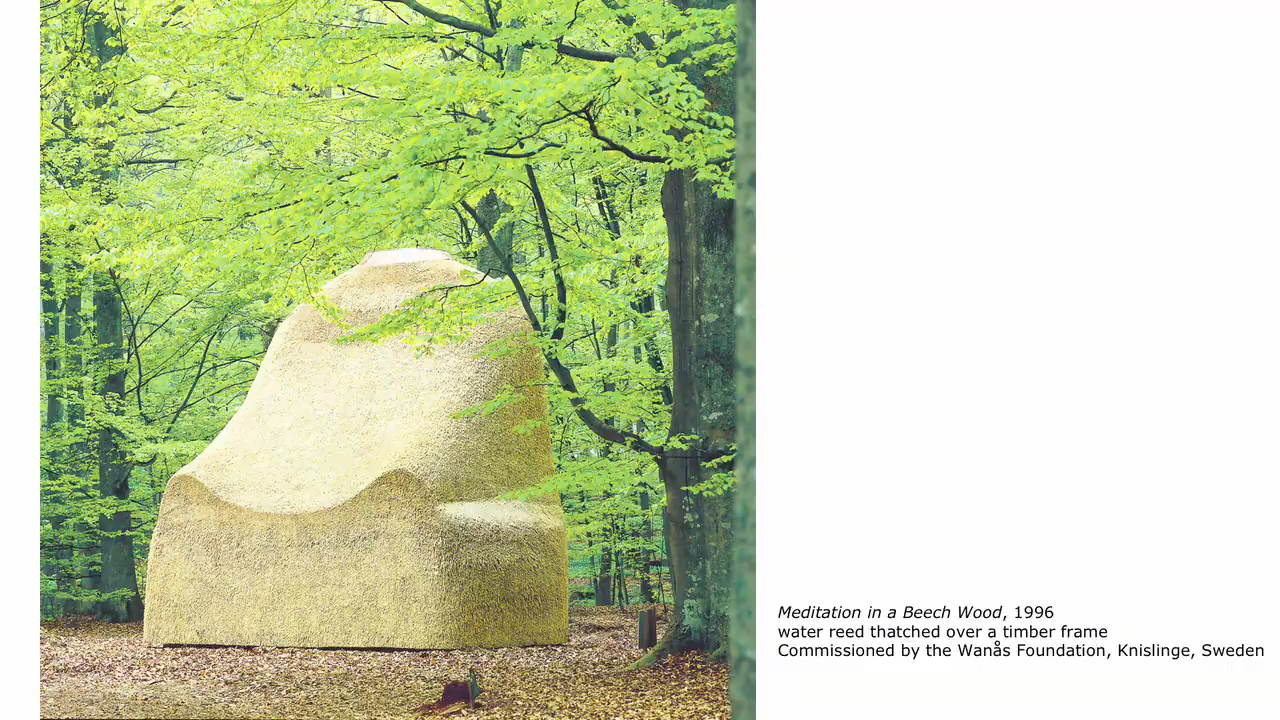 Meditation in a Beech Wood, 1996
water reed thatched over a timber frame
Commissioned by the Wanås Foundation, Knislinge, Sweden